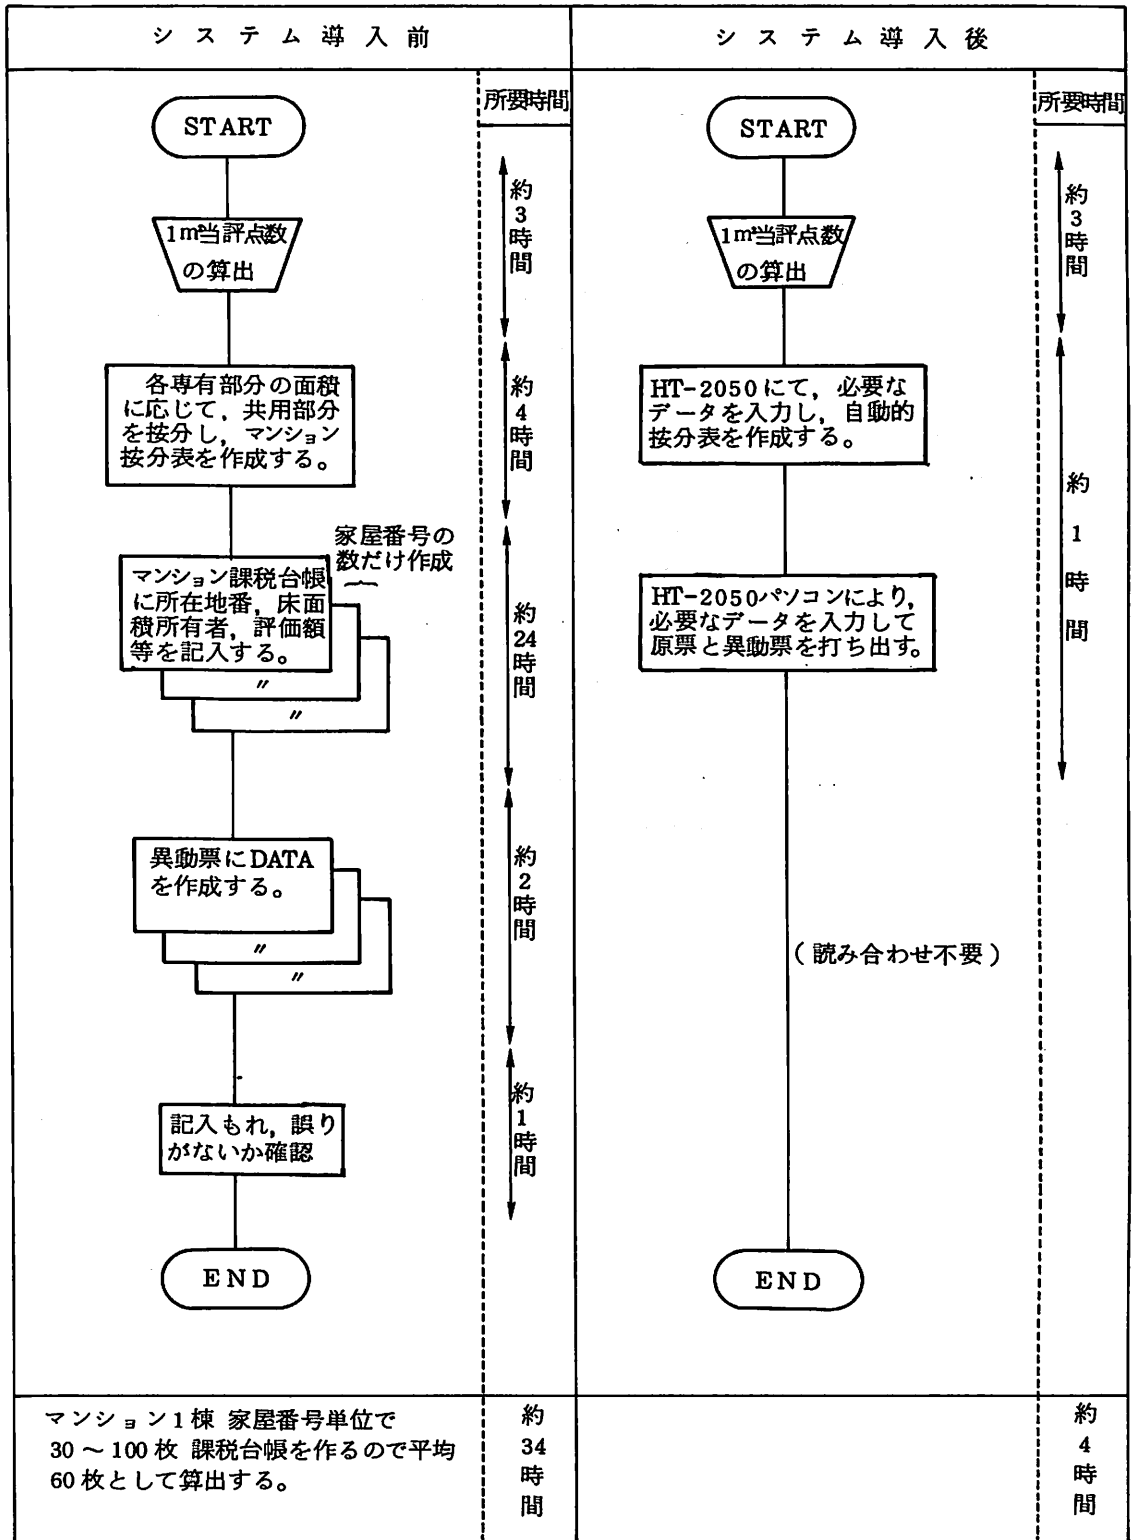 システム導入前
所要時間
START
1㎡当評点数
の算出
約3時間
各専有部分の面積
に応じて，共用部分
を按分し，マンション
按分表を作成する。
約4時間
家屋番号の
数だけ作成
マンション課税台帳
に所在地番，床面
積所有者，評価額
等を記入する。
〃
〃
約24時間
異動票にDATA
を作成する。
〃
〃
約2時間
記入もれ，誤り
がないか確認
約1時間
END
マンション1棟 家屋番号単位で
30～100枚 課税台帳を作るので平均
60枚として算出する。
約34時間
システム導入後
所要時間
START
1㎡当評点数
の算出
約3時間
HT-2050にて，必要な
データを入力し，自動的
按分表を作成する。
HT-2050パソコンにより，
必要なデータを入力して
原票と異動票を打ち出す。
約1時間
（読み合わせ不要）
END
約4時間